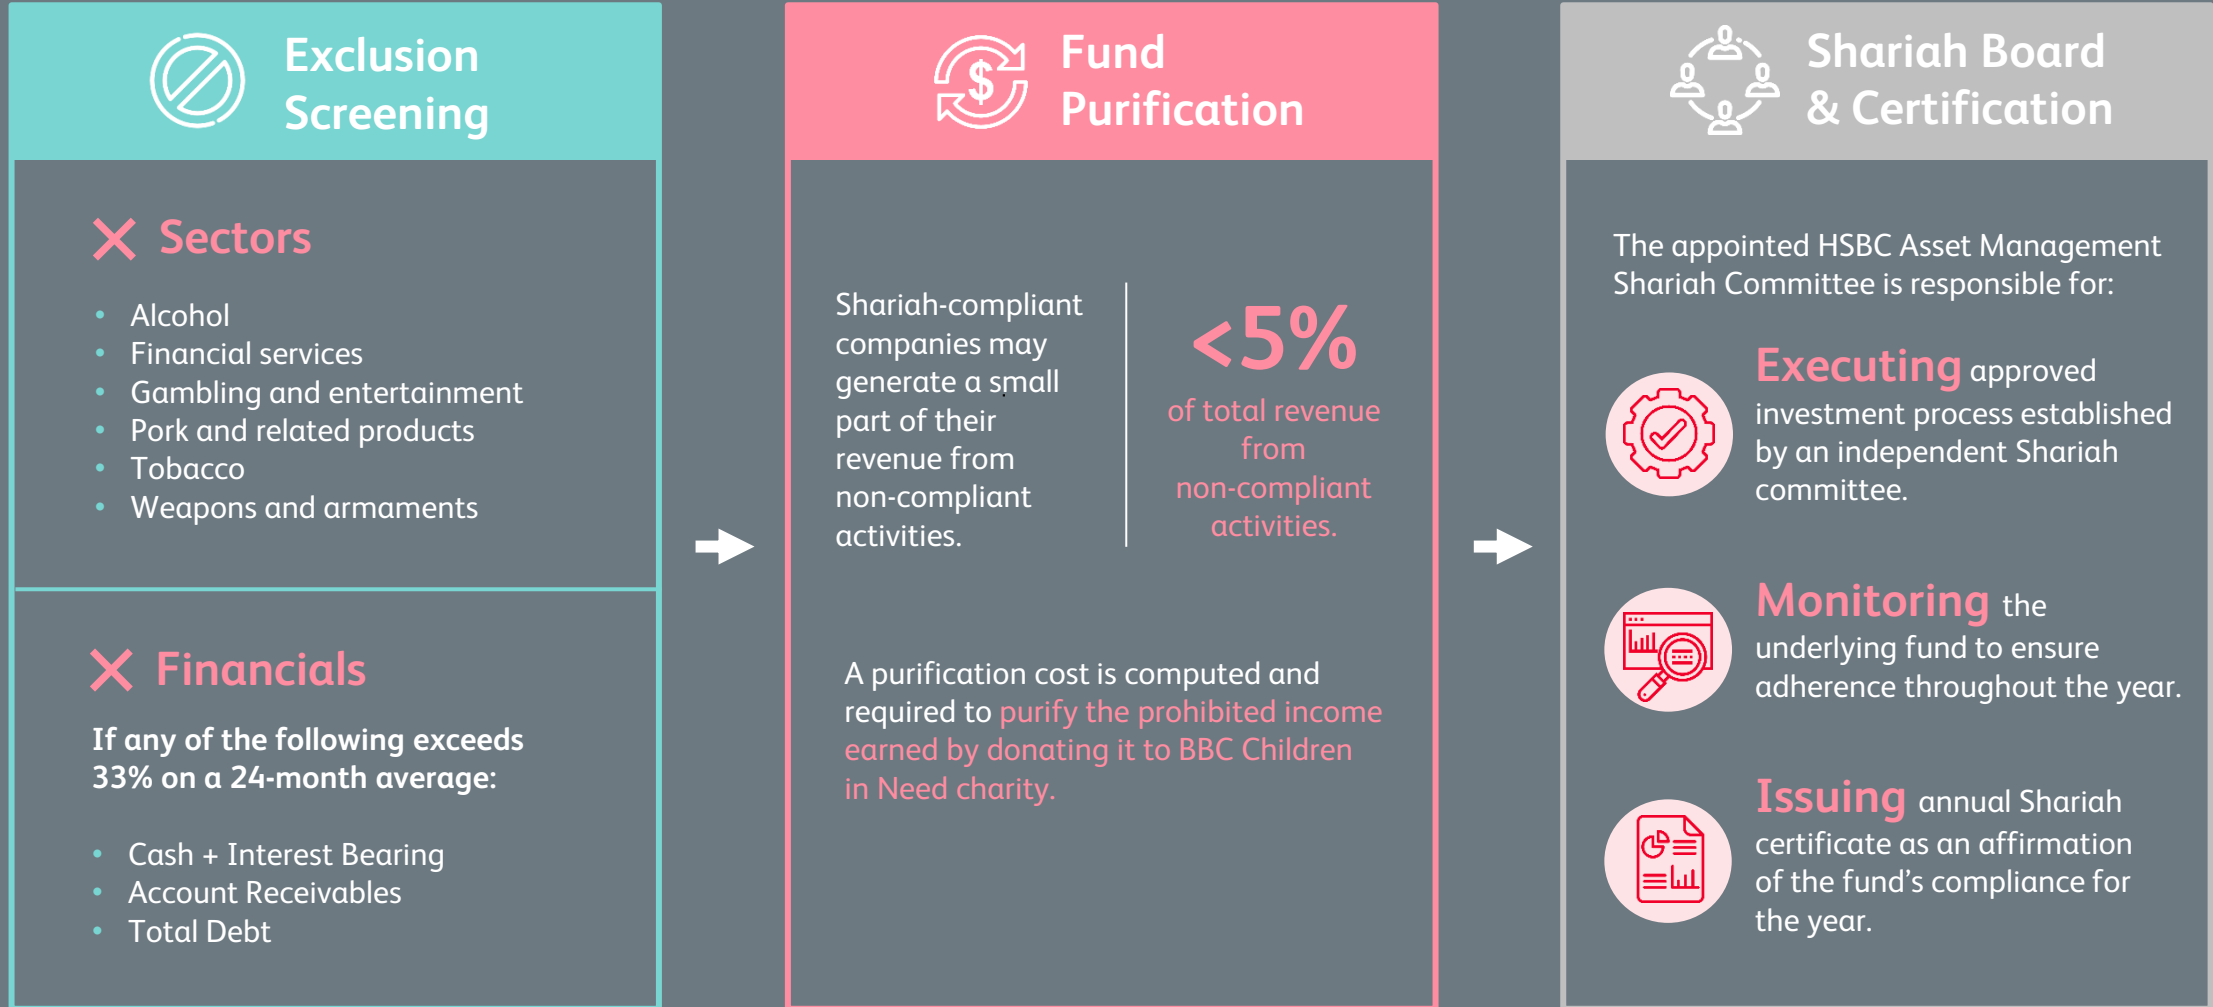 Exclusion
Screening
Sectors
• Alcohol
• Financial services
• Gambling and entertainment
• Pork and related products
• Tobacco
• Weapons and armaments
Financials
If any of the following exceeds
33% on a 24-month average:
• Cash + Interest Bearing
• Account Receivables
• Total Debt
Fund
Purification
Shariah-compliant
companies may
generate a small
part of their
revenue from
non-compliant
activities.
<5%
of total revenue
from
non-compliant
activities.
A purification cost is computed and
required to purify the prohibited income
earned by donating it to BBC Children
in Need charity.
Shariah Board
& Certification
The appointed HSBC Asset Management
Shariah Committee is responsible for:
Executing approved
investment process established
by an independent Shariah
committee.
Monitoring the
underlying fund to ensure
adherence throughout the year.
Issuing annual Shariah
certificate as an affirmation
of the fund’s compliance for
the year.